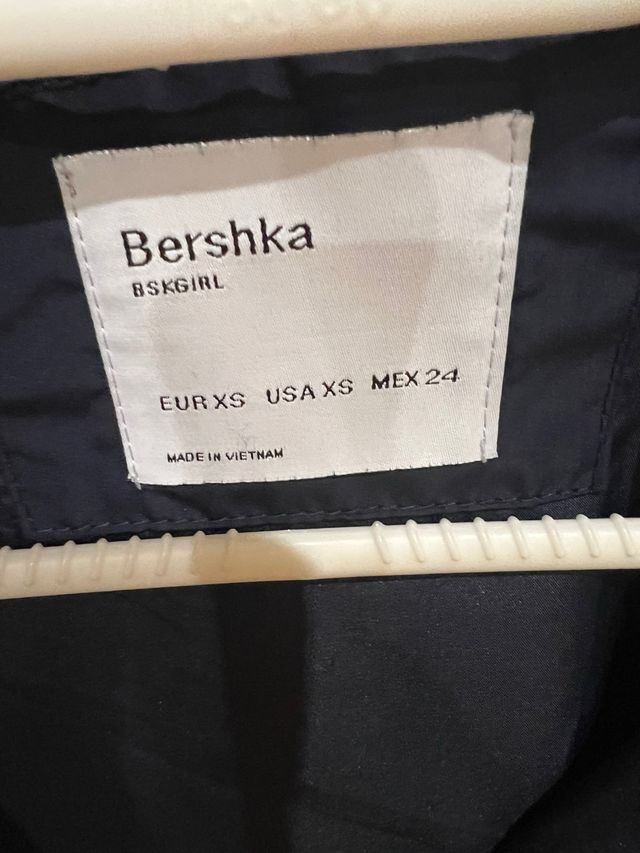 Bershka
BSKGIRL
EUR XS USA XS MEX 24
MADE IN VIETNAM